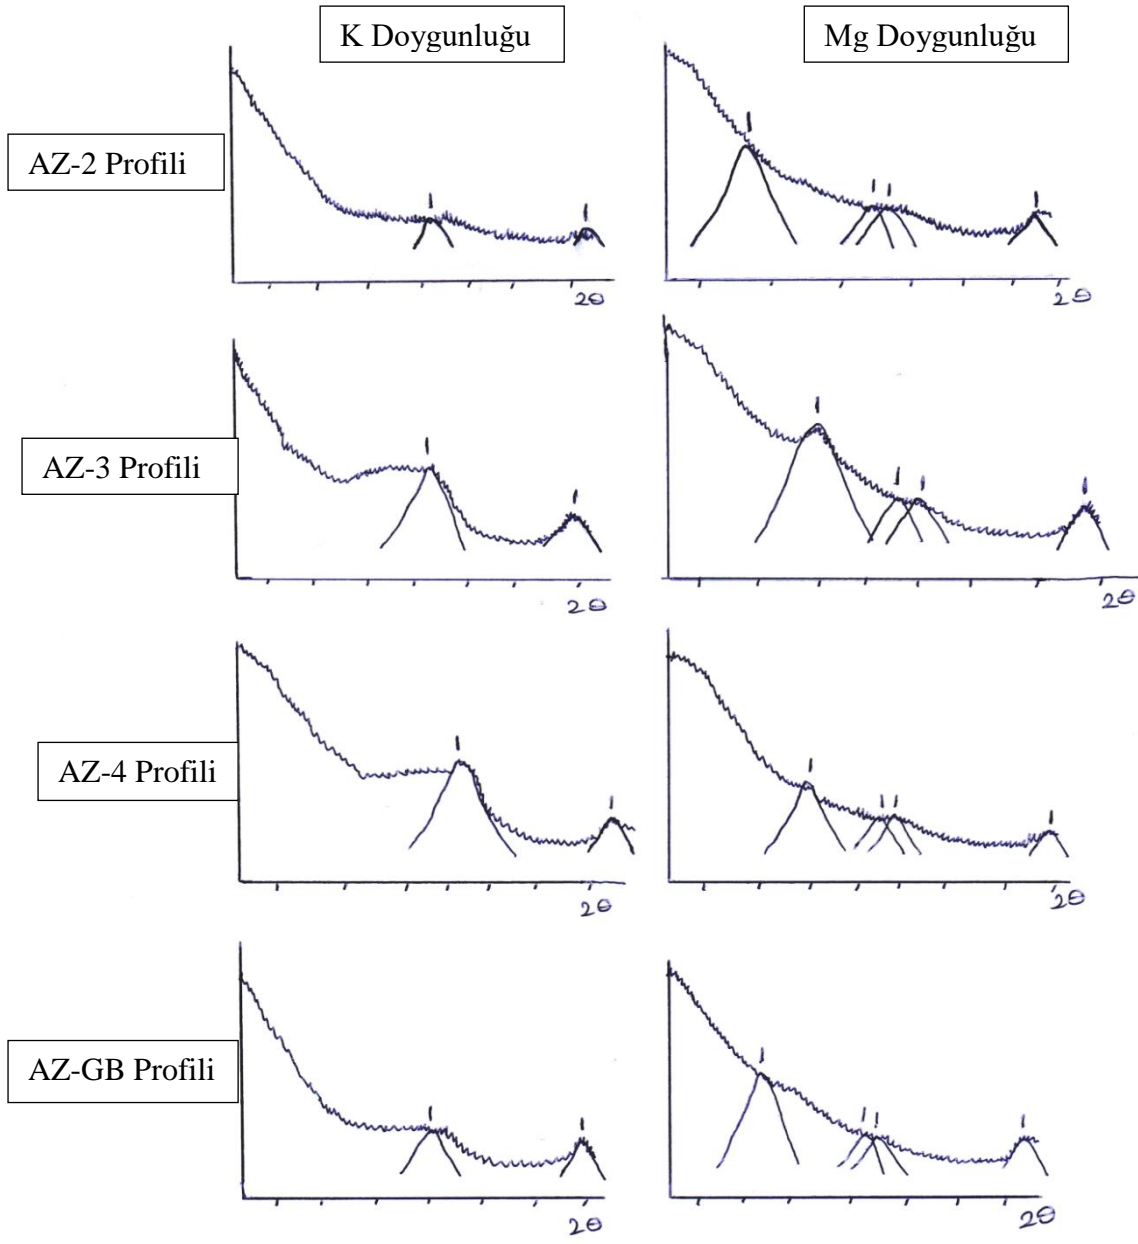 K Doygunluğu
Mg Doygunluğu
AZ-2 Profili
2θ
2θ
AZ-3 Profili
2θ
2θ
AZ-4 Profili
2θ
2θ
AZ-GB Profili
2θ
2θ